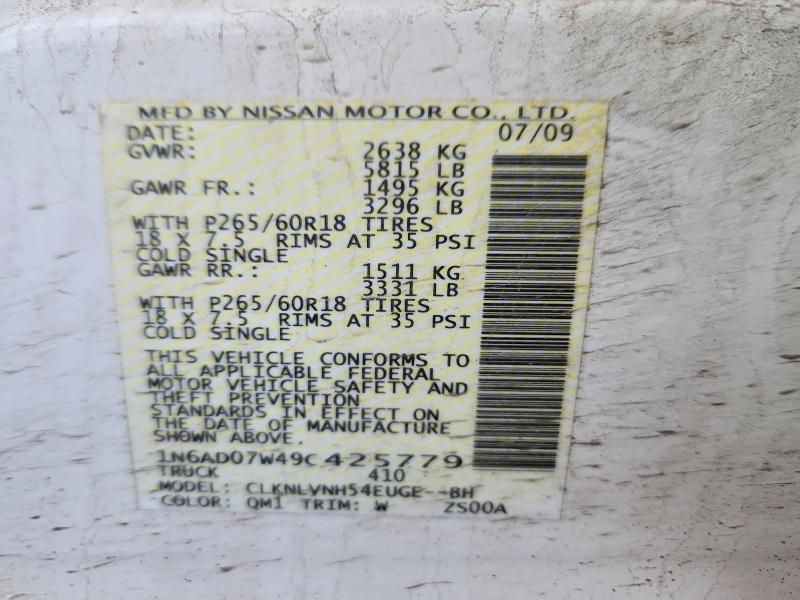 MFD BY NISSAN MOTOR CO., LTD.
DATE: 07/09
GVWR: 2638 KG
5815 LB
GAWR FR.: 1495 KG
3296 LB
WITH P265/60R18 TIRES
18 X 7.5 RIMS AT 35 PSI
COLD SINGLE
GAWR RR.: 1511 KG
3331 LB
WITH P265/60R18 TIRES
18 X 7.5 RIMS AT 35 PSI
COLD SINGLE
THIS VEHICLE CONFORMS TO
ALL APPLICABLE FEDERAL
MOTOR VEHICLE SAFETY AND
THEFT PREVENTION
STANDARDS IN EFFECT ON
THE DATE OF MANUFACTURE
SHOWN ABOVE.
1N6AD07W49C425779
TRUCK 410
MODEL: CLKNLVNH54EUGE--BH
COLOR: QM1 TRIM: W ZS00A